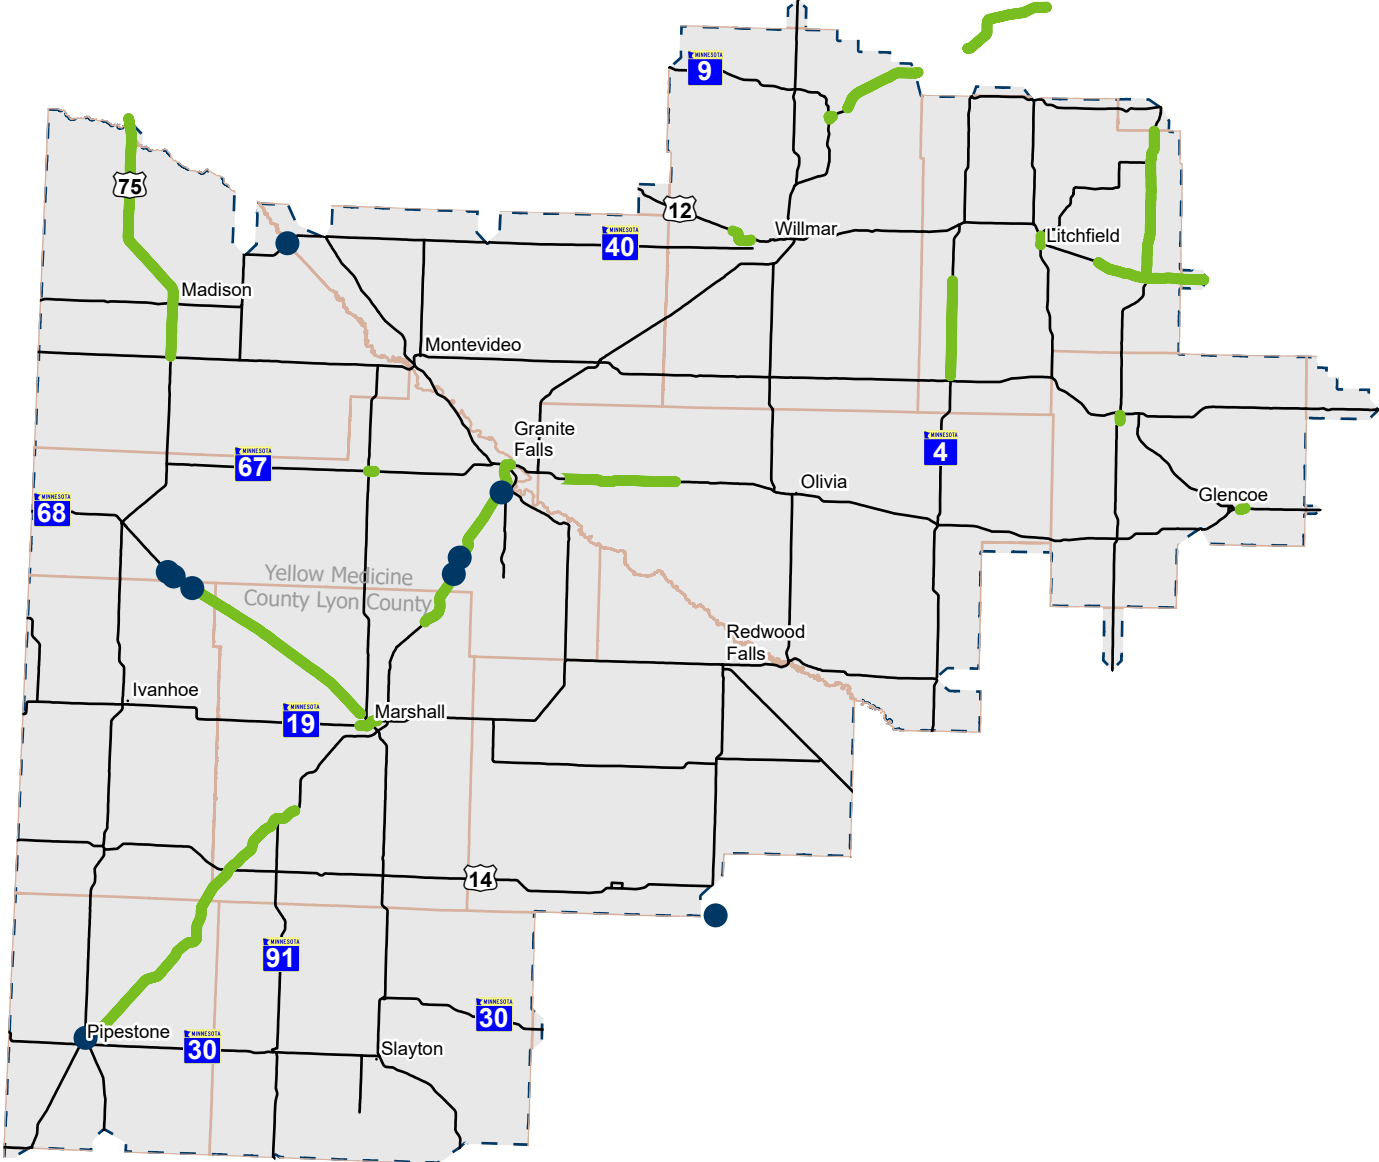 MINNESOTA
9
75
12
Willmar
MINNESOTA
40
Litchfield
Madison
Montevideo
Granite
Falls
MINNESOTA
4
MINNESOTA
67
Olivia
MINNESOTA
68
Glencoe
Yellow Medicine
County Lyon County
Redwood
Falls
Ivanhoe
MINNESOTA
19
Marshall
14
MINNESOTA
91
MINNESOTA
30
Pipestone
MINNESOTA
30
Slayton